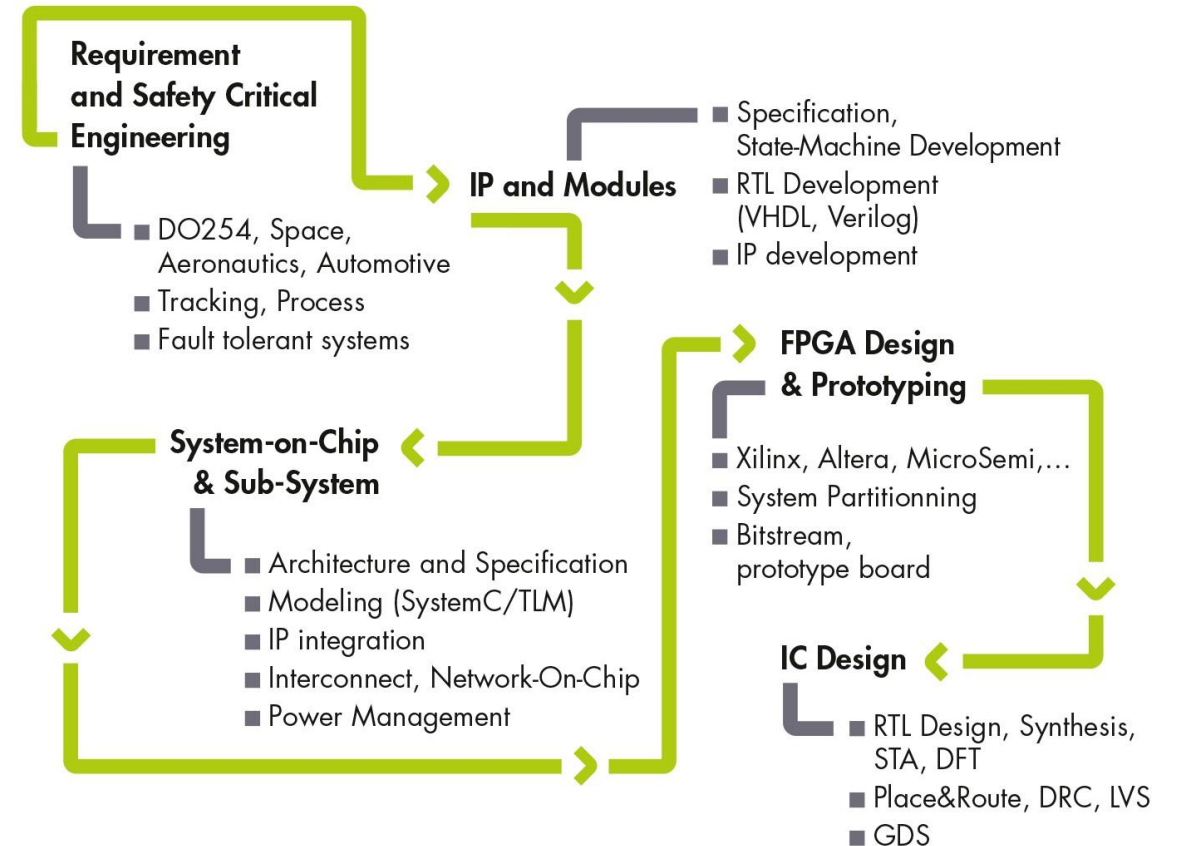 Requirement
and Safety Critical
Engineering
DO254, Space,
Aeronautics, Automotive
Tracking, Process
Fault tolerant systems
IP and Modules
Specification,
State-Machine Development
RTL Development
(VHDL, Verilog)
IP development
System-on-Chip
& Sub-System
Architecture and Specification
Modeling (SystemC/TLM)
IP integration
Interconnect, Network-On-Chip
Power Management
FPGA Design
& Prototyping
Xilinx, Altera, MicroSemi,...
System Partitionning
Bitstream,
prototype board
IC Design
RTL Design, Synthesis,
STA, DFT
Place&Route, DRC, LVS
GDS